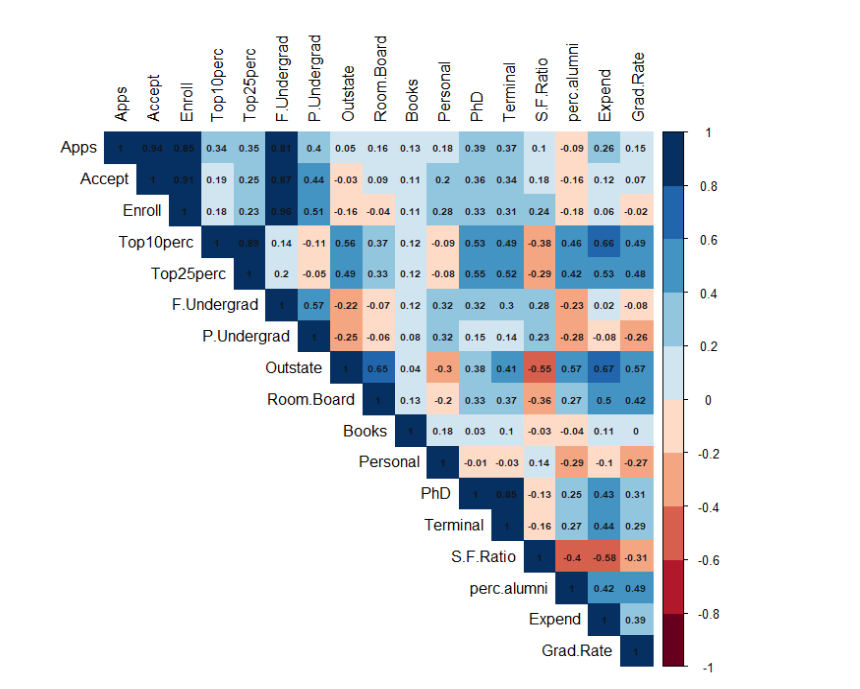 Apps Accept Enroll Top10perc Top25perc F.Undergrad P.Undergrad Outstate Room.Board Books Personal PhD Terminal S.F.Ratio perc.alumni Expend Grad.Rate
Apps 1 0.94 0.85 0.34 0.35 0.81 0.4 0.05 0.16 0.13 0.18 0.39 0.37 0.1 -0.09 0.26 0.15
Accept 1 0.91 0.19 0.25 0.87 0.44 -0.03 0.09 0.11 0.2 0.36 0.34 0.18 -0.16 0.12 0.07
Enroll 1 0.18 0.23 0.96 0.51 -0.16 -0.04 0.11 0.28 0.33 0.31 0.24 -0.18 0.06 -0.02
Top10perc 1 0.89 0.14 -0.11 0.56 0.37 0.12 -0.09 0.53 0.49 -0.38 0.46 0.66 0.49
Top25perc 1 0.2 -0.05 0.49 0.33 0.12 -0.08 0.55 0.52 -0.29 0.42 0.53 0.48
F.Undergrad 1 0.57 -0.22 -0.07 0.12 0.32 0.32 0.3 0.28 -0.23 0.02 -0.08
P.Undergrad 1 -0.25 -0.06 0.08 0.32 0.15 0.14 0.23 -0.28 -0.08 -0.26
Outstate 1 0.65 0.04 -0.3 0.38 0.41 -0.55 0.57 0.67 0.57
Room.Board 1 0.13 -0.2 0.33 0.37 -0.36 0.27 0.5 0.42
Books 1 0.18 0.03 0.1 -0.03 -0.04 0.11 0
Personal 1 -0.01 -0.03 0.14 -0.29 -0.1 -0.27
PhD 1 0.85 -0.13 0.25 0.43 0.31
Terminal 1 -0.16 0.27 0.44 0.29
S.F.Ratio 1 -0.4 -0.58 -0.31
perc.alumni 1 0.42 0.49
Expend 1 0.39
Grad.Rate 1
1
0.8
0.6
0.4
0.2
0
-0.2
-0.4
-0.6
-0.8
-1